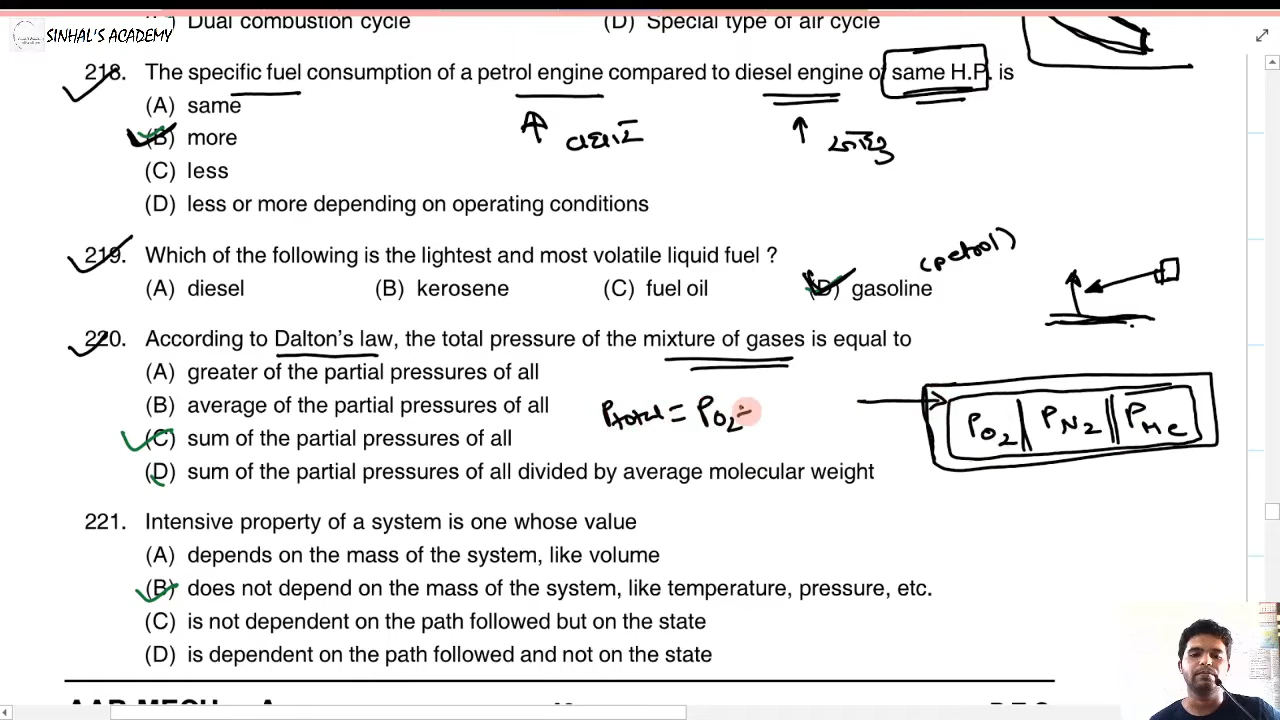 Dual combustion cycle (D) Special type of air cycle
SINHAL'S ACADEMY
218. The specific fuel consumption of a petrol engine compared to diesel engine of same H.P. is
(A) same
(B) more
(C) less
(D) less or more depending on operating conditions
219. Which of the following is the lightest and most volatile liquid fuel ?
(petrol)
(A) diesel (B) kerosene (C) fuel oil (D) gasoline
220. According to Dalton's law, the total pressure of the mixture of gases is equal to
(A) greater of the partial pressures of all
(B) average of the partial pressures of all
Ptotal = PO2
PO2 | PN2 || PHe
(C) sum of the partial pressures of all
(D) sum of the partial pressures of all divided by average molecular weight
221. Intensive property of a system is one whose value
(A) depends on the mass of the system, like volume
(B) does not depend on the mass of the system, like temperature, pressure, etc.
(C) is not dependent on the path followed but on the state
(D) is dependent on the path followed and not on the state